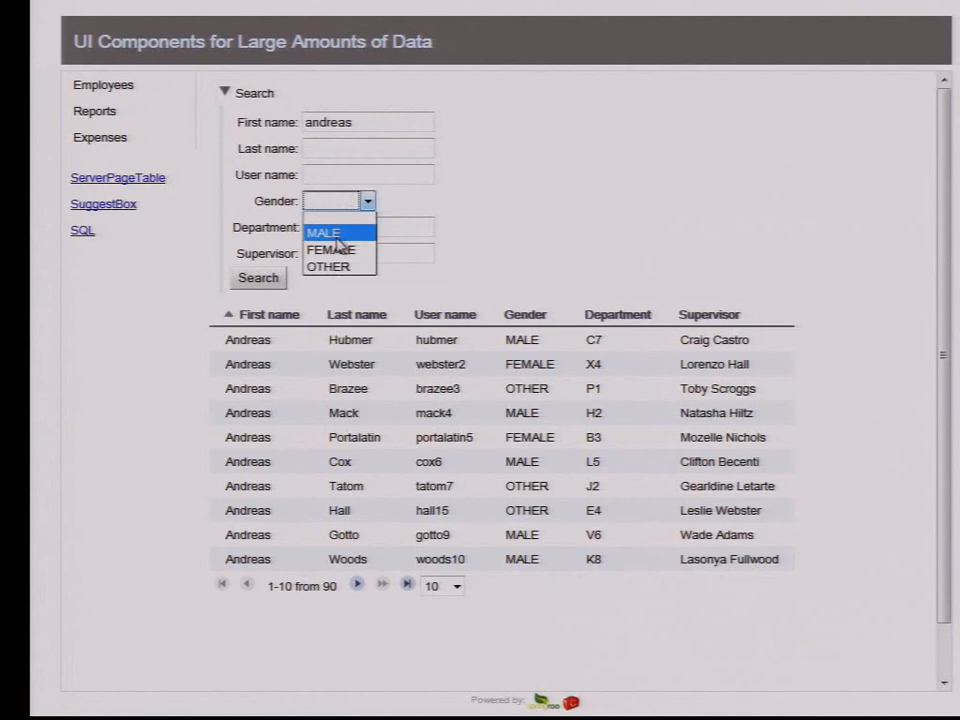 UI Components for Large Amounts of Data
Employees
Reports
Expenses
ServerPageTable
SuggestBox
SQL
Search
First name: andreas
Last name:
User name:
Gender:
MALE
FEMALE
OTHER
Department:
Supervisor:
Search
First name Last name User name Gender Department Supervisor
Andreas Hubmer hubmer MALE C7 Craig Castro
Andreas Webster webster2 FEMALE X4 Lorenzo Hall
Andreas Brazee brazee3 OTHER P1 Toby Scroggs
Andreas Mack mack4 MALE H2 Natasha Hiltz
Andreas Portalatin portalatin5 FEMALE B3 Mozelle Nichols
Andreas Cox cox6 MALE L5 Clifton Becenti
Andreas Tatom tatom7 OTHER J2 Gearldine Letarte
Andreas Hall hall15 OTHER E4 Leslie Webster
Andreas Gotto gotto9 MALE V6 Wade Adams
Andreas Woods woods10 MALE K8 Lasonya Fullwood
1-10 from 90 10
Powered by: